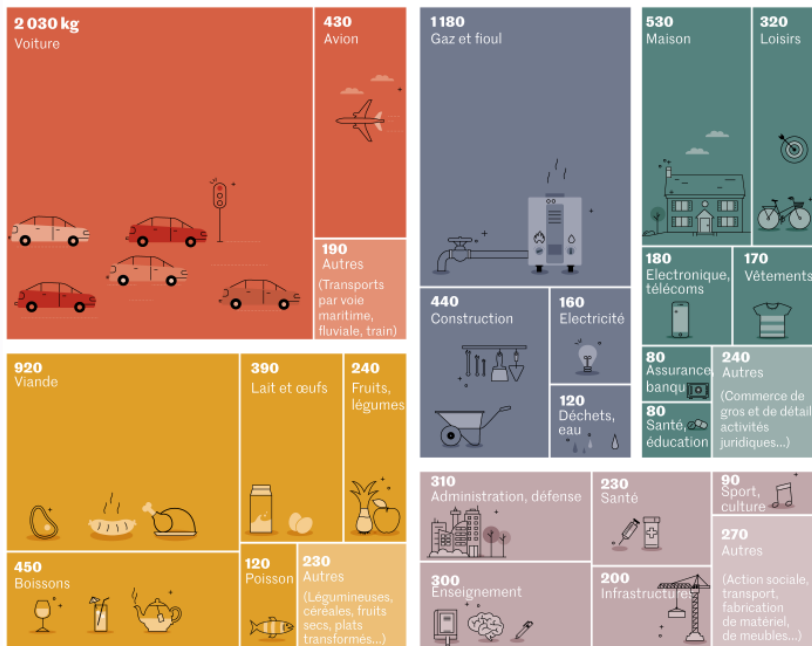 2 030 kg
Voiture
430
Avion
190
Autres
(Transports
par voie
maritime,
fluviale, train)
1 180
Gaz et fioul
440
Construction
160
Electricité
120
Déchets,
eau
530
Maison
320
Loisirs
180
Electronique,
télécoms
170
Vêtements
80
Assurance,
banqu
80
Santé,
éducation
240
Autres
(Commerce de
gros et de détail
activités
juridiques...)
920
Viande
390
Lait et œufs
240
Fruits,
légumes
450
Boissons
120
Poisson
230
Autres
(Légumineuses,
céréales, fruits
secs, plats
transformés...)
310
Administration, défense
230
Santé
90
Sport,
culture
300
Enseignement
200
Infrastructures
270
Autres
(Action sociale,
transport,
fabrication
de matériel,
de meubles...)